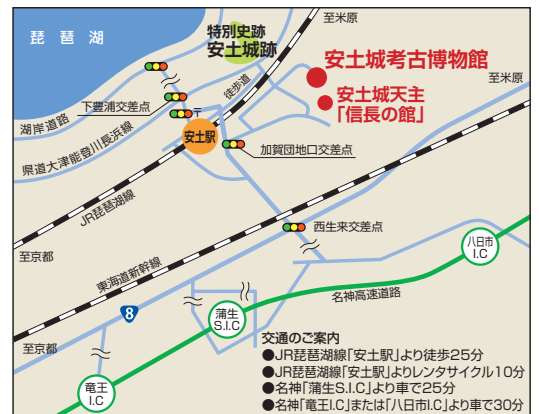 琵琶湖
特別史跡
安土城跡
至米原
安土城考古博物館
安土城天主
「信長の館」
至米原
徒歩道
下豊浦交差点
〒
湖岸道路
安土駅
加賀団地口交差点
県道大津能登川長浜線
JR琵琶湖線
西生来交差点
至京都
八日市
I.C
東海道新幹線
名神高速道路
8
蒲生
S.I.C
至京都
竜王
I.C
交通のご案内
●JR琵琶湖線「安土駅」より徒歩25分
●JR琵琶湖線「安土駅」よりレンタサイクル10分
●名神「蒲生S.I.C」より車で25分
●名神「竜王I.C」または「八日市I.C」より車で30分